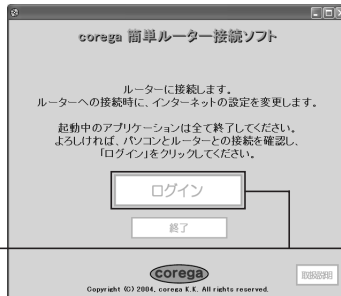 corega 簡単ルーター接続ソフト
ルーターに接続します。
ルーターへの接続時に、インターネットの設定を変更します。
起動中のアプリケーションは全て終了してください。
よろしければ、パソコンとルーターとの接続を確認し、
「ログイン」をクリックしてください。
ログイン
終了
corega
取扱説明
Copyright (C) 2004, corega K.K. All rights reserved.